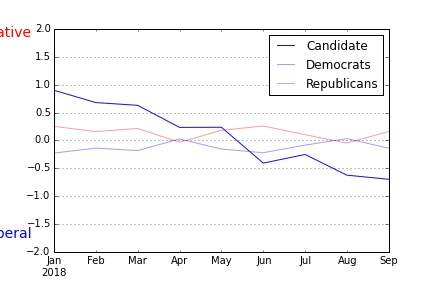 ative
2.0
1.5
1.0
0.5
0.0
−0.5
−1.0
−1.5
−2.0
beral
Candidate
Democrats
Republicans
Jan Feb Mar Apr May Jun Jul Aug Sep
2018